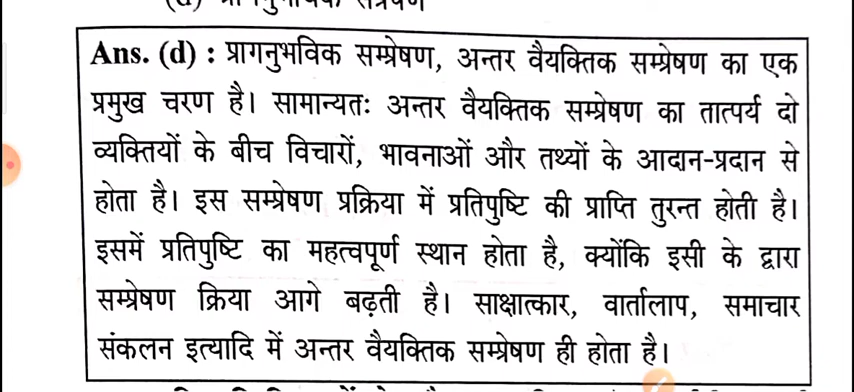 Ans. (d) : प्रागनुभविक सम्प्रेषण, अन्तर वैयक्तिक सम्प्रेषण का एक
प्रमुख चरण है। सामान्यतः अन्तर वैयक्तिक सम्प्रेषण का तात्पर्य दो
व्यक्तियों के बीच विचारों, भावनाओं और तथ्यों के आदान-प्रदान से
होता है। इस सम्प्रेषण प्रक्रिया में प्रतिपुष्टि की प्राप्ति तुरन्त होती है।
इसमें प्रतिपुष्टि का महत्वपूर्ण स्थान होता है, क्योंकि इसी के द्वारा
सम्प्रेषण क्रिया आगे बढ़ती है। साक्षात्कार, वार्तालाप, समाचार
संकलन इत्यादि में अन्तर वैयक्तिक सम्प्रेषण ही होता है।